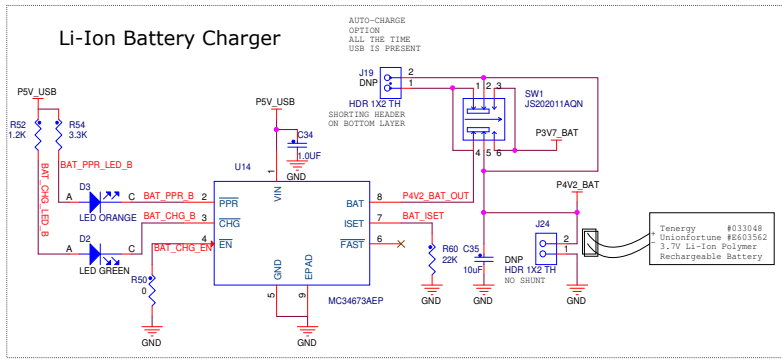 Li-Ion Battery Charger
AUTO-CHARGE
OPTION
ALL THE TIME
USB IS PRESENT
J19
DNP
2
1
HDR 1X2 TH
SHORTING HEADER
ON BOTTOM LAYER
1 2 3
SW1
JS202011AQN
4 5 6
P3V7_BAT
P5V_USB
R52
1.2K
R54
3.3K
BAT_PPR_LED_B
BAT_CHG_LED_B
P5V_USB
C34
1.0UF
GND
U14
D3
A
C
LED ORANGE
BAT_PPR_B
2
PPR
D2
A
C
LED GREEN
BAT_CHG_B
3
CHG
BAT_CHG_EN
4
EN
R50
0
GND
1
VIN
BAT
8
P4V2_BAT_OUT
ISET
7
BAT_ISET
FAST
6
GND
5
EPAD
9
MC34673AEP
GND
R60
22K
GND
C35
10uF
GND
P4V2_BAT
J24
DNP
2
1
HDR 1X2 TH
NO SHUNT
GND
+
-
Tenergy #033048
Unionfortune #E603562
3.7V Li-Ion Polymer
Rechargeable Battery